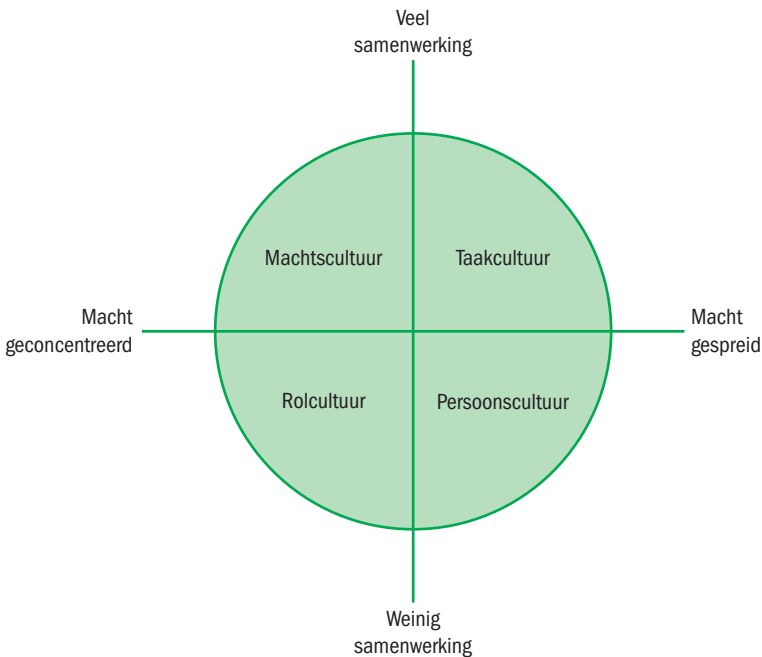 Veel
samenwerking
Machtscultuur
Taakcultuur
Macht
geconcentreerd
Macht
gespreid
Rolcultuur
Persoonscultuur
Weinig
samenwerking